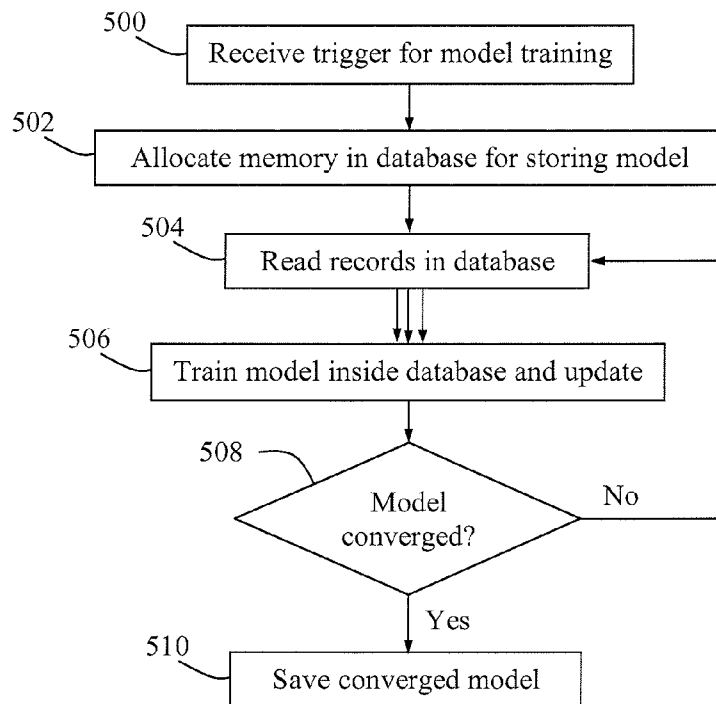 500
Receive trigger for model training
502
Allocate memory in database for storing model
504
Read records in database
506
Train model inside database and update
508
Model
converged?
No
Yes
510
Save converged model